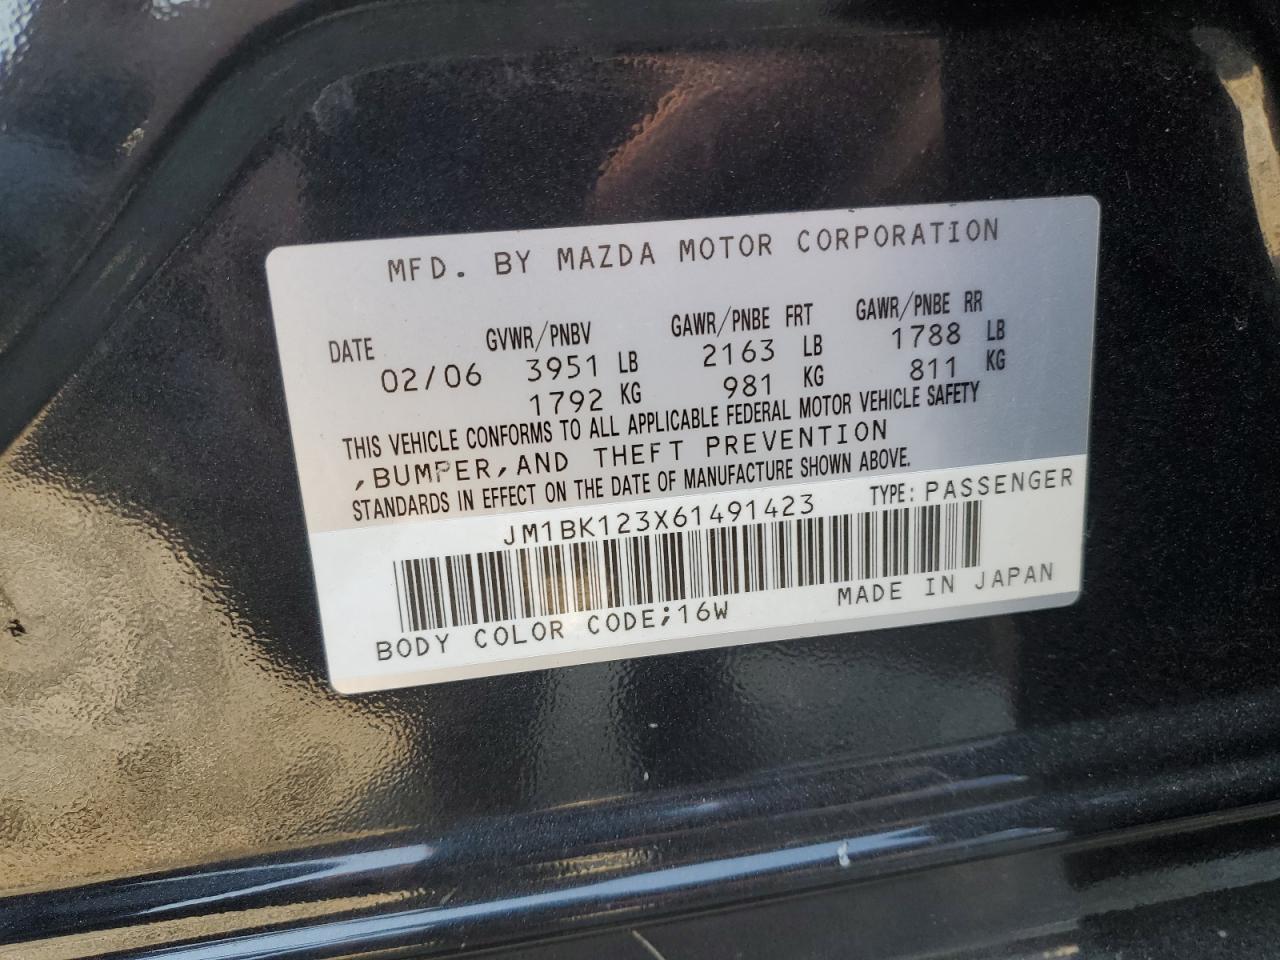 MFD. BY MAZDA MOTOR CORPORATION
DATE GVWR/PNBV GAWR/PNBE FRT GAWR/PNBE RR
02/06 3951 LB 2163 LB 1788 LB
1792 KG 981 KG 811 KG
THIS VEHICLE CONFORMS TO ALL APPLICABLE FEDERAL MOTOR VEHICLE SAFETY
,BUMPER,AND THEFT PREVENTION
STANDARDS IN EFFECT ON THE DATE OF MANUFACTURE SHOWN ABOVE.
JM1BK123X61491423 TYPE: PASSENGER
BODY COLOR CODE;16W MADE IN JAPAN